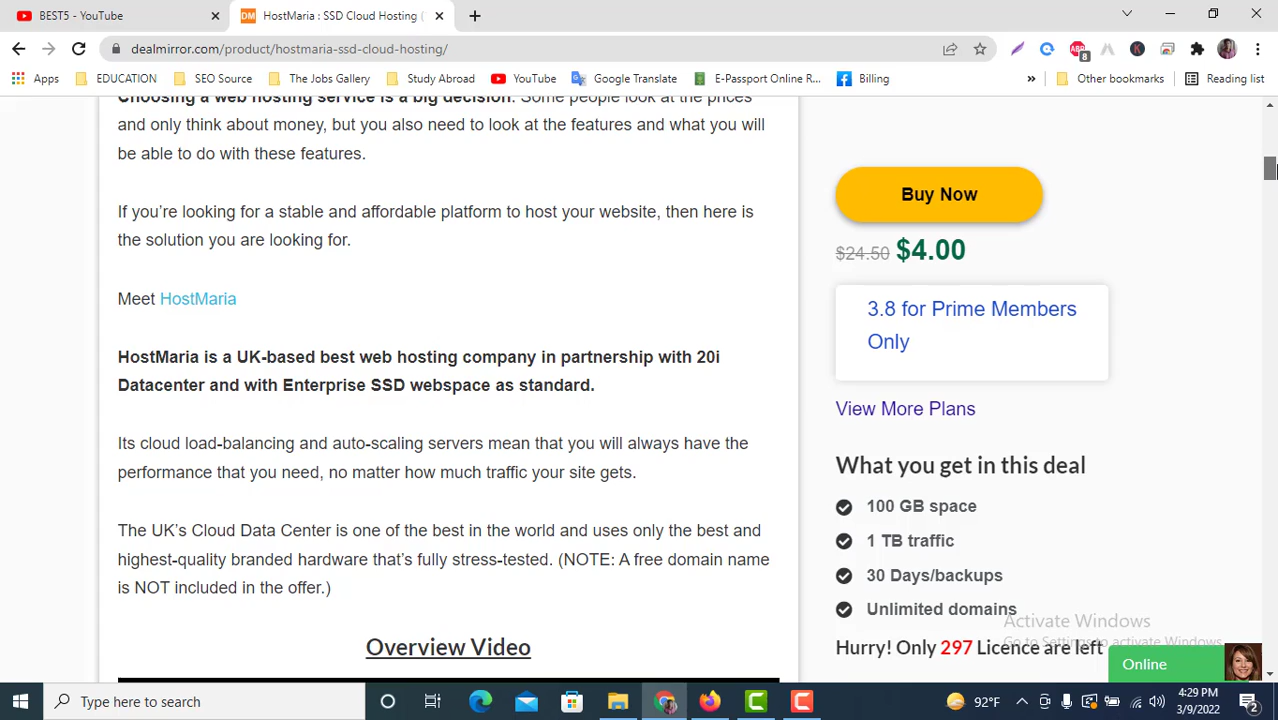 BEST5 - YouTube
HostMaria : SSD Cloud Hosting (
dealmirror.com/product/hostmaria-ssd-cloud-hosting/
8
Apps
EDUCATION
SEO Source
The Jobs Gallery
Study Abroad
YouTube
Google Translate
E-Passport Online R...
Billing
»
Other bookmarks
Reading list
Choosing a web hosting service is a big decision. Some people look at the prices
and only think about money, but you also need to look at the features and what you will
be able to do with these features.
If you're looking for a stable and affordable platform to host your website, then here is
the solution you are looking for.
Meet HostMaria
HostMaria is a UK-based best web hosting company in partnership with 20i
Datacenter and with Enterprise SSD webspace as standard.
Its cloud load-balancing and auto-scaling servers mean that you will always have the
performance that you need, no matter how much traffic your site gets.
The UK's Cloud Data Center is one of the best in the world and uses only the best and
highest-quality branded hardware that's fully stress-tested. (NOTE: A free domain name
is NOT included in the offer.)
Overview Video
Buy Now
$24.50 $4.00
3.8 for Prime Members
Only
View More Plans
What you get in this deal
100 GB space
1 TB traffic
30 Days/backups
Unlimited domains
Hurry! Only 297 Licence are left
Activate Windows
Go to Settings to activate Windows.
Online
Type here to search
92°F
4:29 PM
3/9/2022
2